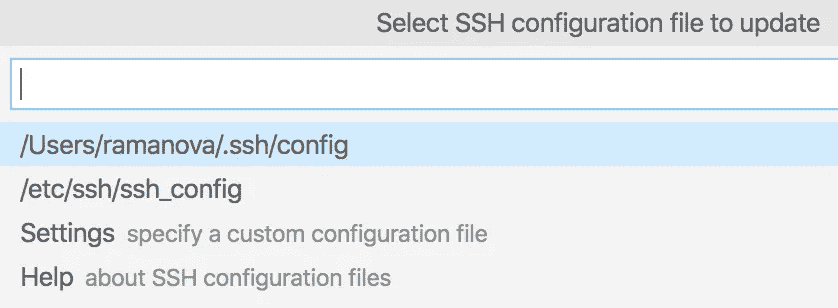 Select SSH configuration file to update
/Users/ramanova/.ssh/config
/etc/ssh/ssh_config
Settings specify a custom configuration file
Help about SSH configuration files